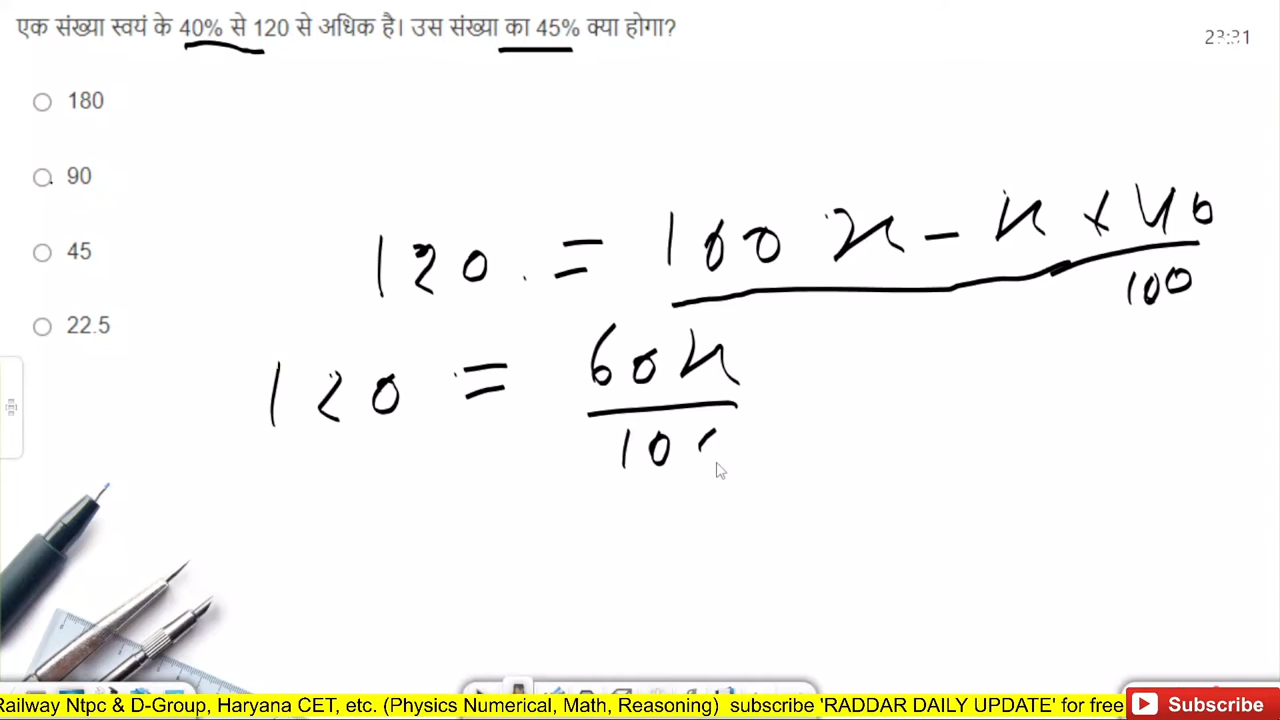 एक संख्या स्वयं के 40% से 120 से अधिक है। उस संख्या का 45% क्या होगा?
23:31
180
90
45
22.5
120 = 100x - x × 40
100
120 = 60x
10
Railway Ntpc & D-Group, Haryana CET, etc. (Physics Numerical, Math, Reasoning) subscribe 'RADDAR DAILY UPDATE' for free
Subscribe